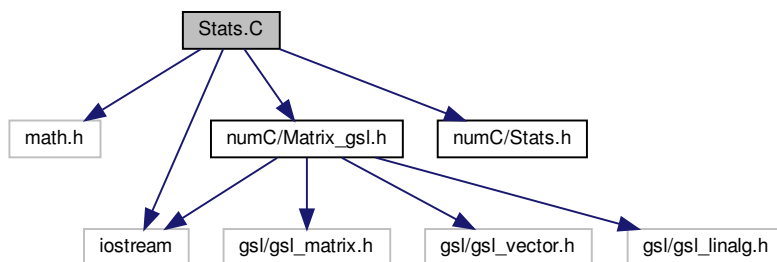 Stats.C
math.h
numC/Matrix_gsl.h
numC/Stats.h
iostream
gsl/gsl_matrix.h
gsl/gsl_vector.h
gsl/gsl_linalg.h